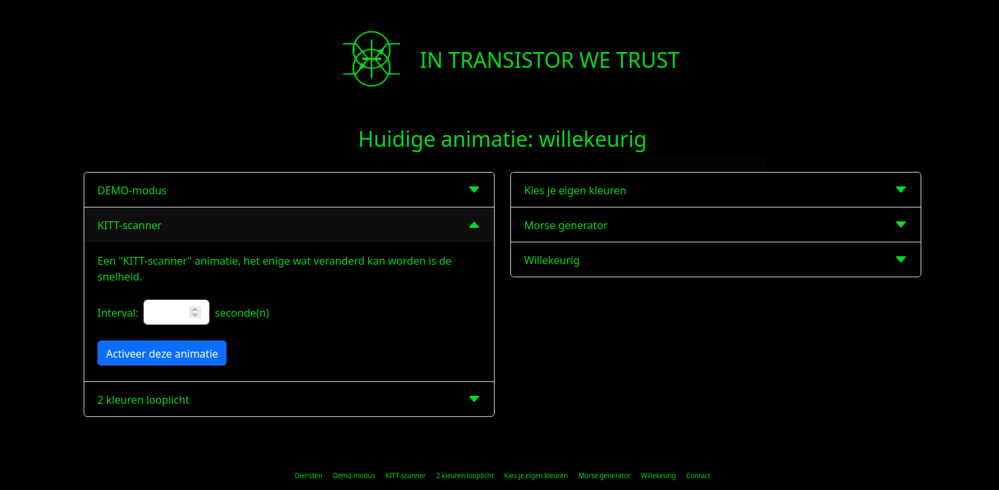 IN TRANSISTOR WE TRUST
Huidige animatie: willekeurig
DEMO-modus
KITT-scanner
Een "KITT-scanner" animatie, het enige wat veranderd kan worden is de
snelheid.
Interval: seconde(n)
Activeer deze animatie
2 kleuren looplicht
Kies je eigen kleuren
Morse generator
Willekeurig
Diensten Demo-modus KITT-scanner 2 kleuren looplicht Kies je eigen kleuren Morse generator Willekeurig Contact